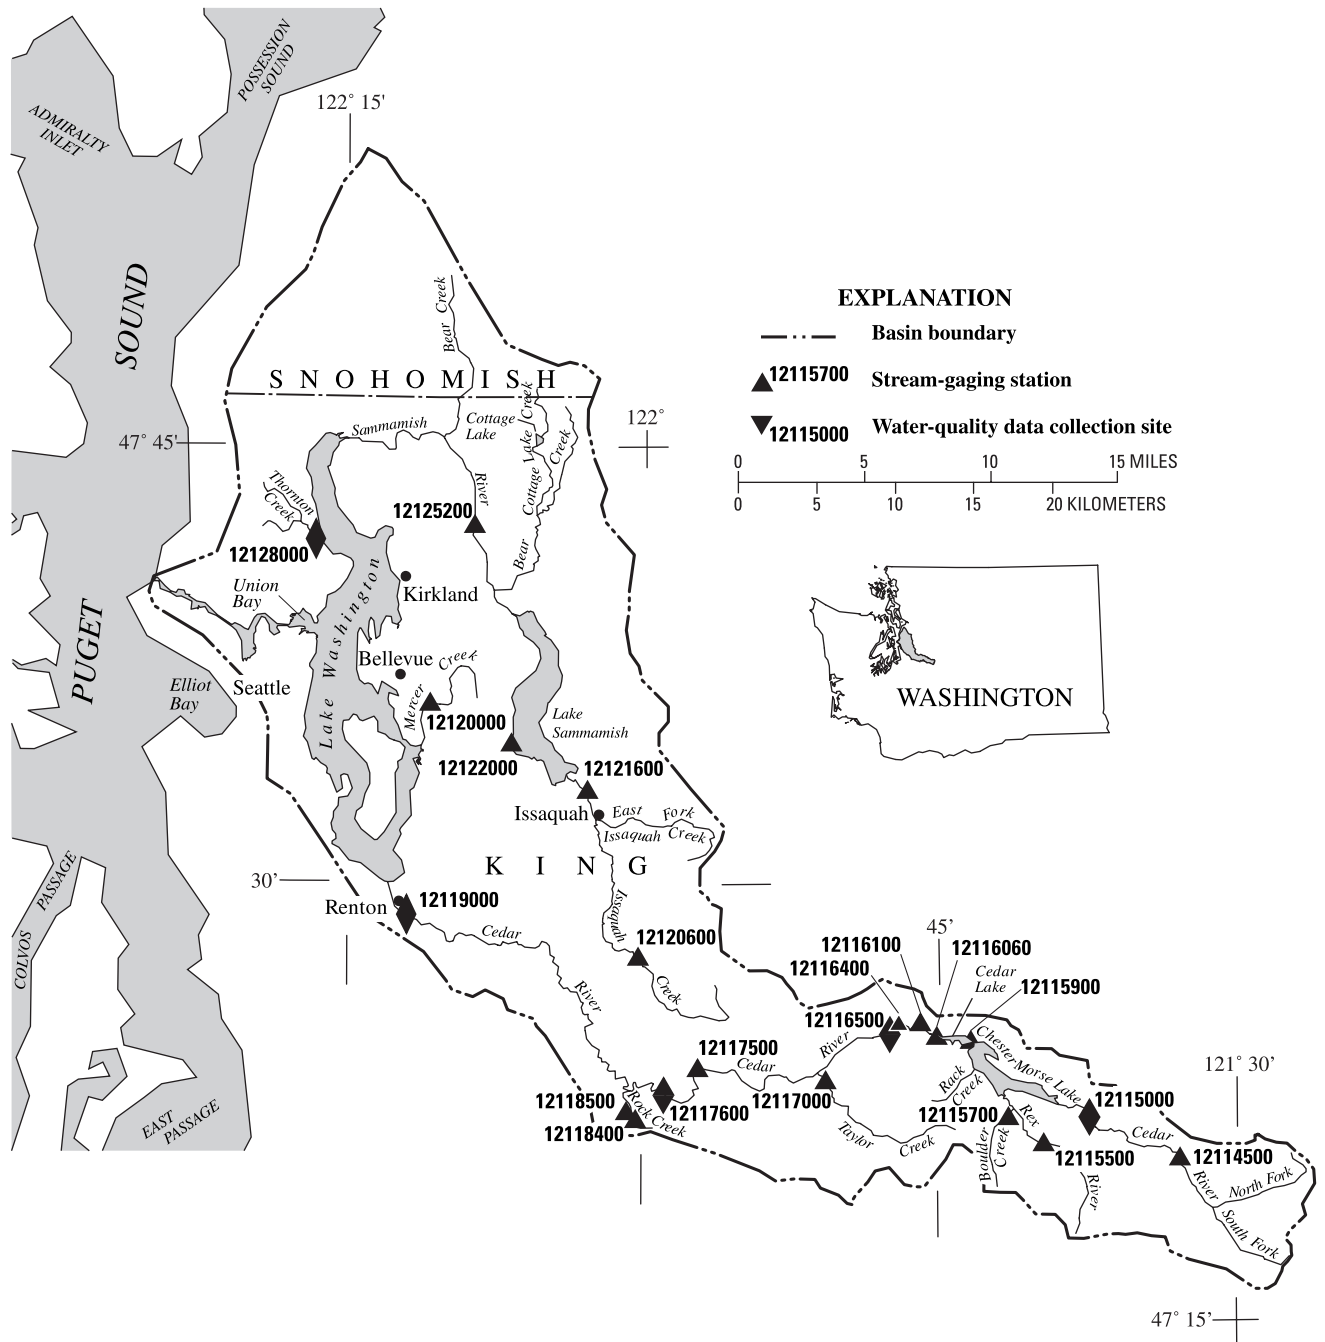 POSSESSION
SOUND
122° 15'
ADMIRALTY
INLET
Bear Creek
SOUND
EXPLANATION
Basin boundary
12115700 Stream-gaging station
12115000 Water-quality data collection site
SNOHOMISH
122°
47° 45'
Sammamish
Cottage
Lake
Cottage Lake Creek
Creek
Bear
River
0 5 10 15 MILES
0 5 10 15 20 KILOMETERS
Thornton
Creek
12125200
12128000
Union
Bay
Kirkland
Lake Washington
PUGET
Bellevue
Creek
Mercer
Elliot
Bay
Seattle
12120000
Lake
Sammamish
WASHINGTON
12122000
12121600
Issaquah
East Fork
Issaquah Creek
KING
30'
Renton
12119000
Issaquah
Cedar
12120600
Creek
River
COLVOS
PASSAGE
45'
12116100
12116060
12116400
Cedar
Lake
12115900
12116500
River
Chester Morse Lake
12117500
Cedar
Rack
Creek
121° 30'
12118500
Rock Creek
12117600
12117000
12115700
Rex
12115000
12118400
Taylor
Creek
Boulder
Creek
12115500
Cedar
12114500
EAST
PASSAGE
River
River
North Fork
South Fork
47° 15'